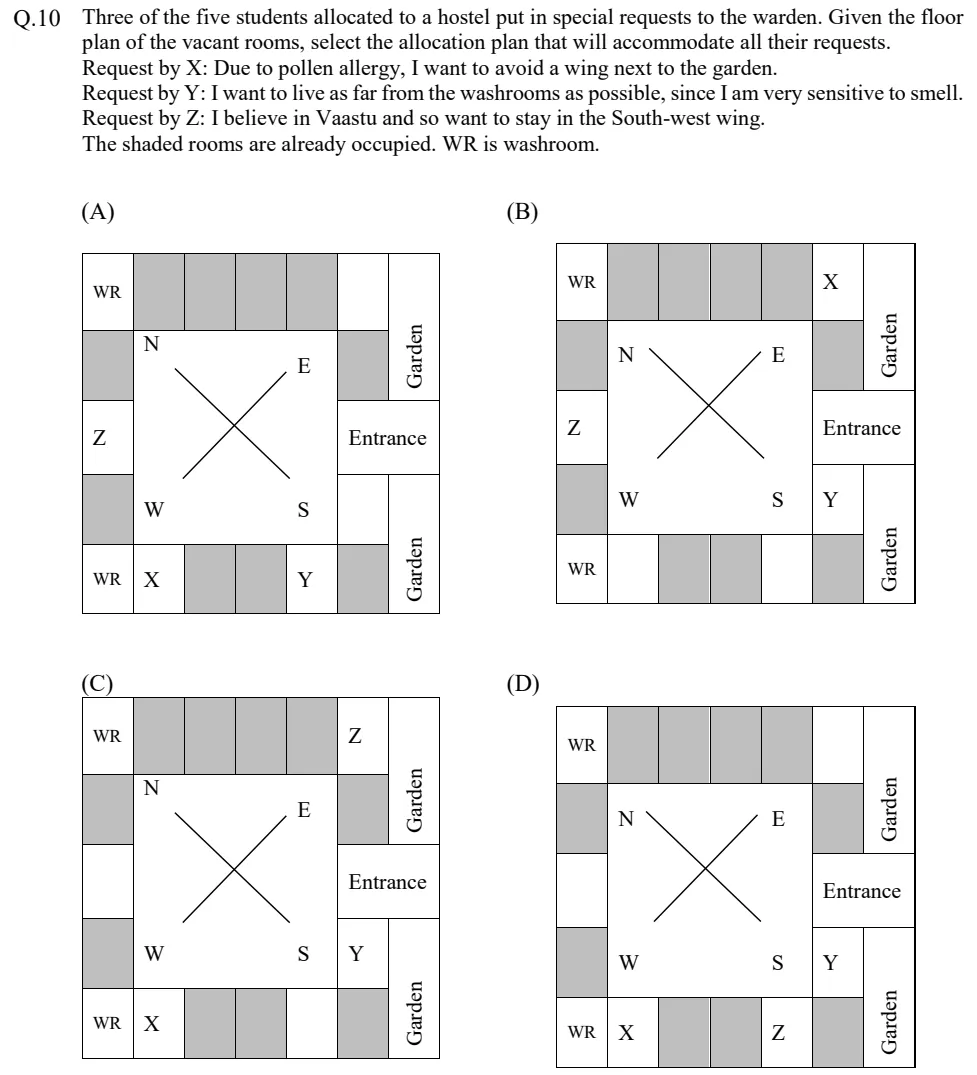 Q.10 Three of the five students allocated to a hostel put in special requests to the warden. Given the floor
plan of the vacant rooms, select the allocation plan that will accommodate all their requests.
Request by X: Due to pollen allergy, I want to avoid a wing next to the garden.
Request by Y: I want to live as far from the washrooms as possible, since I am very sensitive to smell.
Request by Z: I believe in Vaastu and so want to stay in the South-west wing.
The shaded rooms are already occupied. WR is washroom.
(A)
WR
Garden
N
E
Z
Entrance
W
S
Garden
WR X
Y
(B)
WR
X
Garden
N
E
Z
Entrance
W
S
Y
Garden
WR
(C)
WR
Z
Garden
N
E
Entrance
W
S
Y
Garden
WR X
(D)
WR
Garden
N
E
Entrance
W
S
Y
Garden
WR X
Z